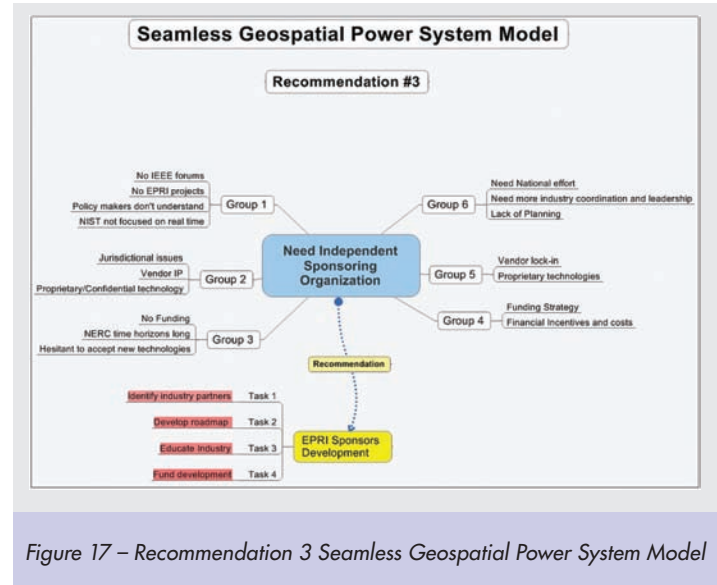 Seamless Geospatial Power System Model
Recommendation #3
No IEEE forums
No EPRI projects
Policy makers don't understand
NIST not focused on real time
Group 1
Jurisdictional issues
Vendor IP
Proprietary/Confidential technology
Group 2
No Funding
NERC time horizons long
Hesitant to accept new technologies
Group 3
Need Independent
Sponsoring
Organization
Group 6
Need National effort
Need more industry coordination and leadership
Lack of Planning
Group 5
Vendor lock-in
Proprietary technologies
Group 4
Funding Strategy
Financial Incentives and costs
Recommendation
Identify industry partners Task 1
Develop roadmap Task 2
Educate Industry Task 3
Fund development Task 4
EPRI Sponsors
Development
Figure 17 – Recommendation 3 Seamless Geospatial Power System Model